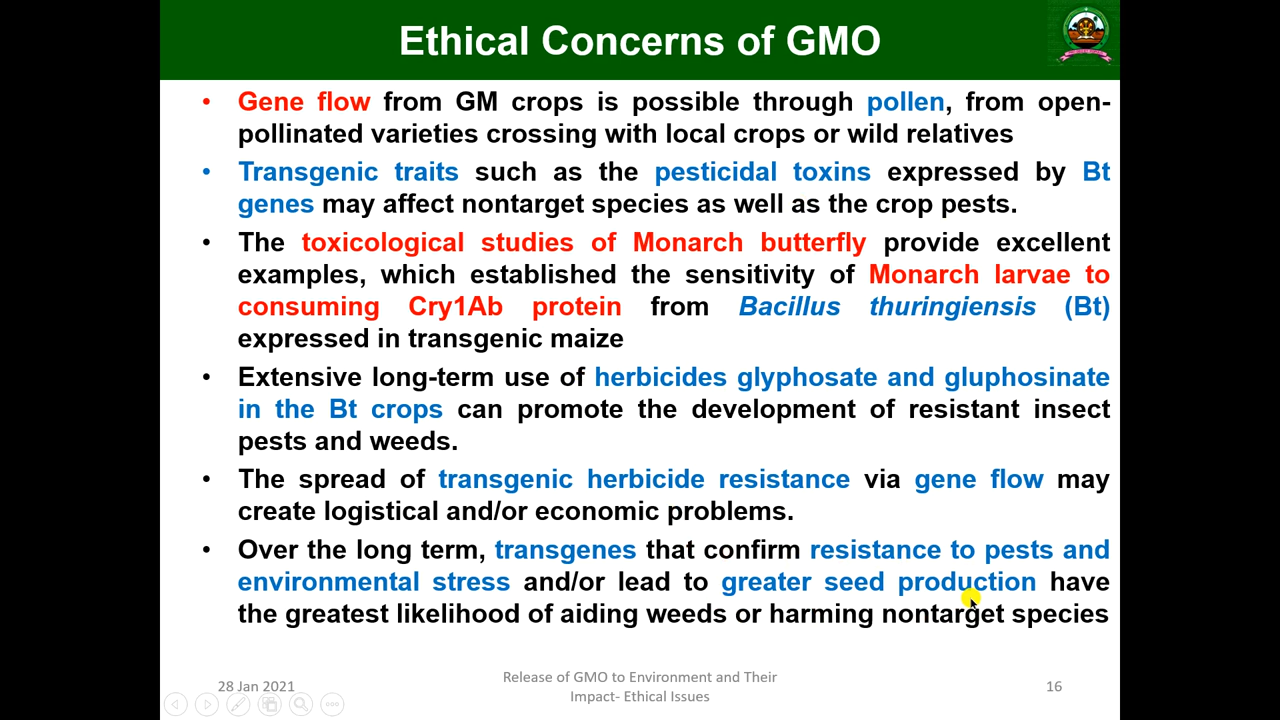 Ethical Concerns of GMO
• Gene flow from GM crops is possible through pollen, from open-
pollinated varieties crossing with local crops or wild relatives
• Transgenic traits such as the pesticidal toxins expressed by Bt
genes may affect nontarget species as well as the crop pests.
• The toxicological studies of Monarch butterfly provide excellent
examples, which established the sensitivity of Monarch larvae to
consuming Cry1Ab protein from Bacillus thuringiensis (Bt)
expressed in transgenic maize
• Extensive long-term use of herbicides glyphosate and gluphosinate
in the Bt crops can promote the development of resistant insect
pests and weeds.
• The spread of transgenic herbicide resistance via gene flow may
create logistical and/or economic problems.
• Over the long term, transgenes that confirm resistance to pests and
environmental stress and/or lead to greater seed production have
the greatest likelihood of aiding weeds or harming nontarget species
28 Jan 2021
Release of GMO to Environment and Their
Impact- Ethical Issues
16